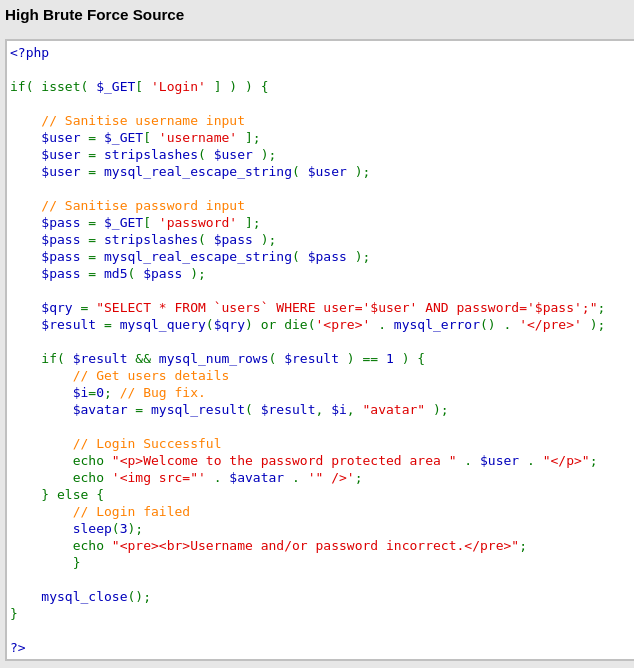 High Brute Force Source
<?php
if( isset( $_GET[ 'Login' ] ) ) {
// Sanitise username input
$user = $_GET[ 'username' ];
$user = stripslashes( $user );
$user = mysql_real_escape_string( $user );
// Sanitise password input
$pass = $_GET[ 'password' ];
$pass = stripslashes( $pass );
$pass = mysql_real_escape_string( $pass );
$pass = md5( $pass );
$qry = "SELECT * FROM `users` WHERE user='$user' AND password='$pass';";
$result = mysql_query($qry) or die('<pre>' . mysql_error() . '</pre>' );
if( $result && mysql_num_rows( $result ) == 1 ) {
// Get users details
$i=0; // Bug fix.
$avatar = mysql_result( $result, $i, "avatar" );
// Login Successful
echo "<p>Welcome to the password protected area " . $user . "</p>";
echo '<img src="' . $avatar . '" />';
} else {
// Login failed
sleep(3);
echo "<pre><br>Username and/or password incorrect.</pre>";
}
mysql_close();
}
?>